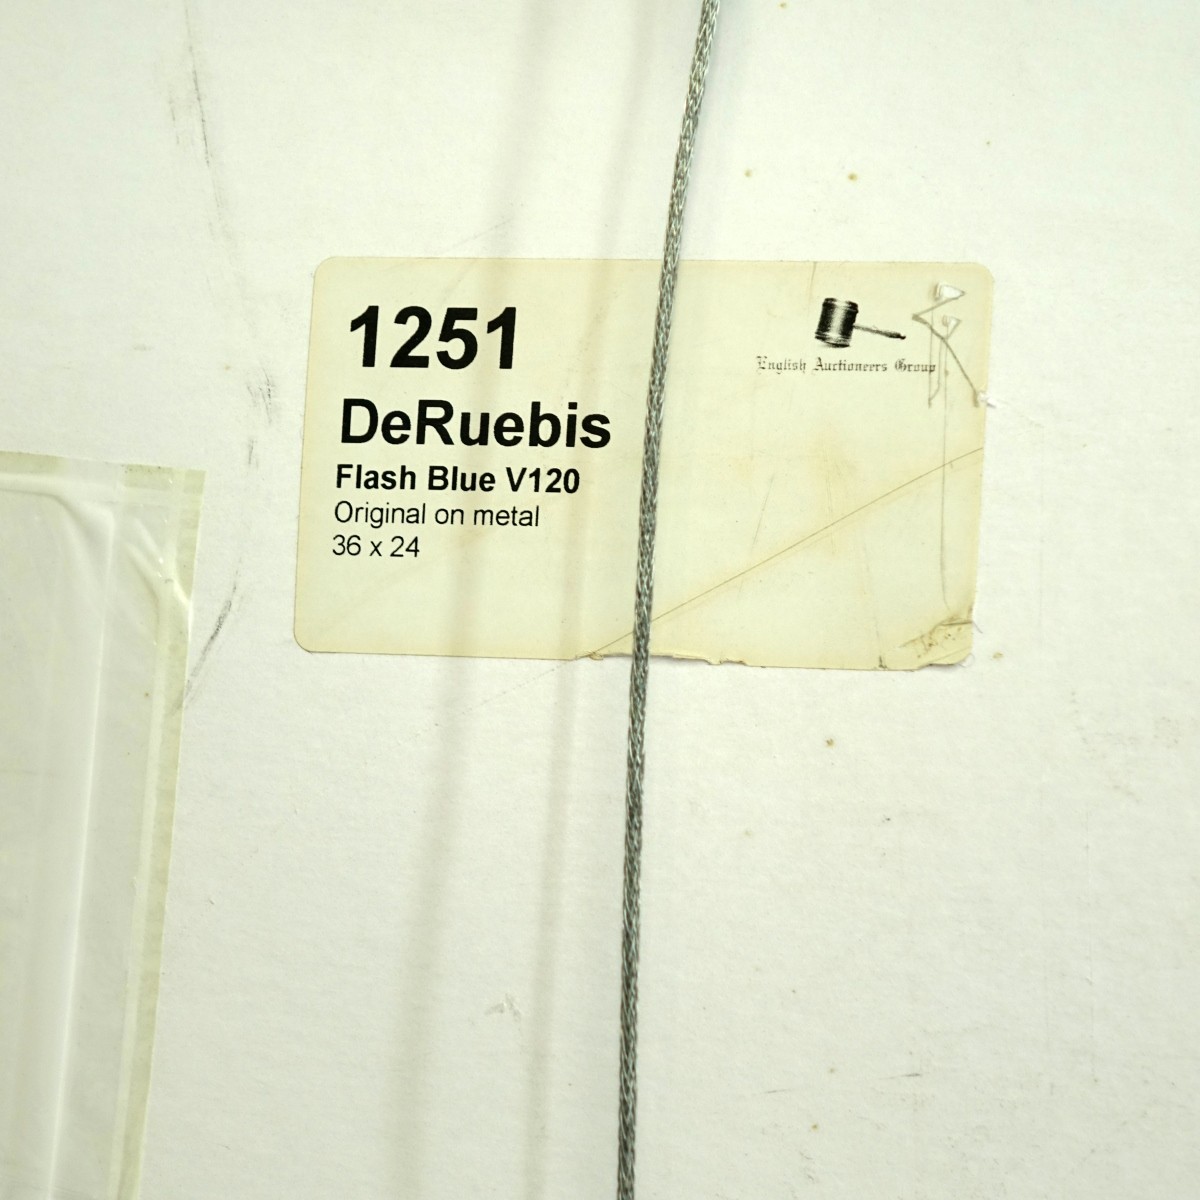 1251
DeRuebis
Flash Blue V120
Original on metal
36 x 24
English Auctioneers Group